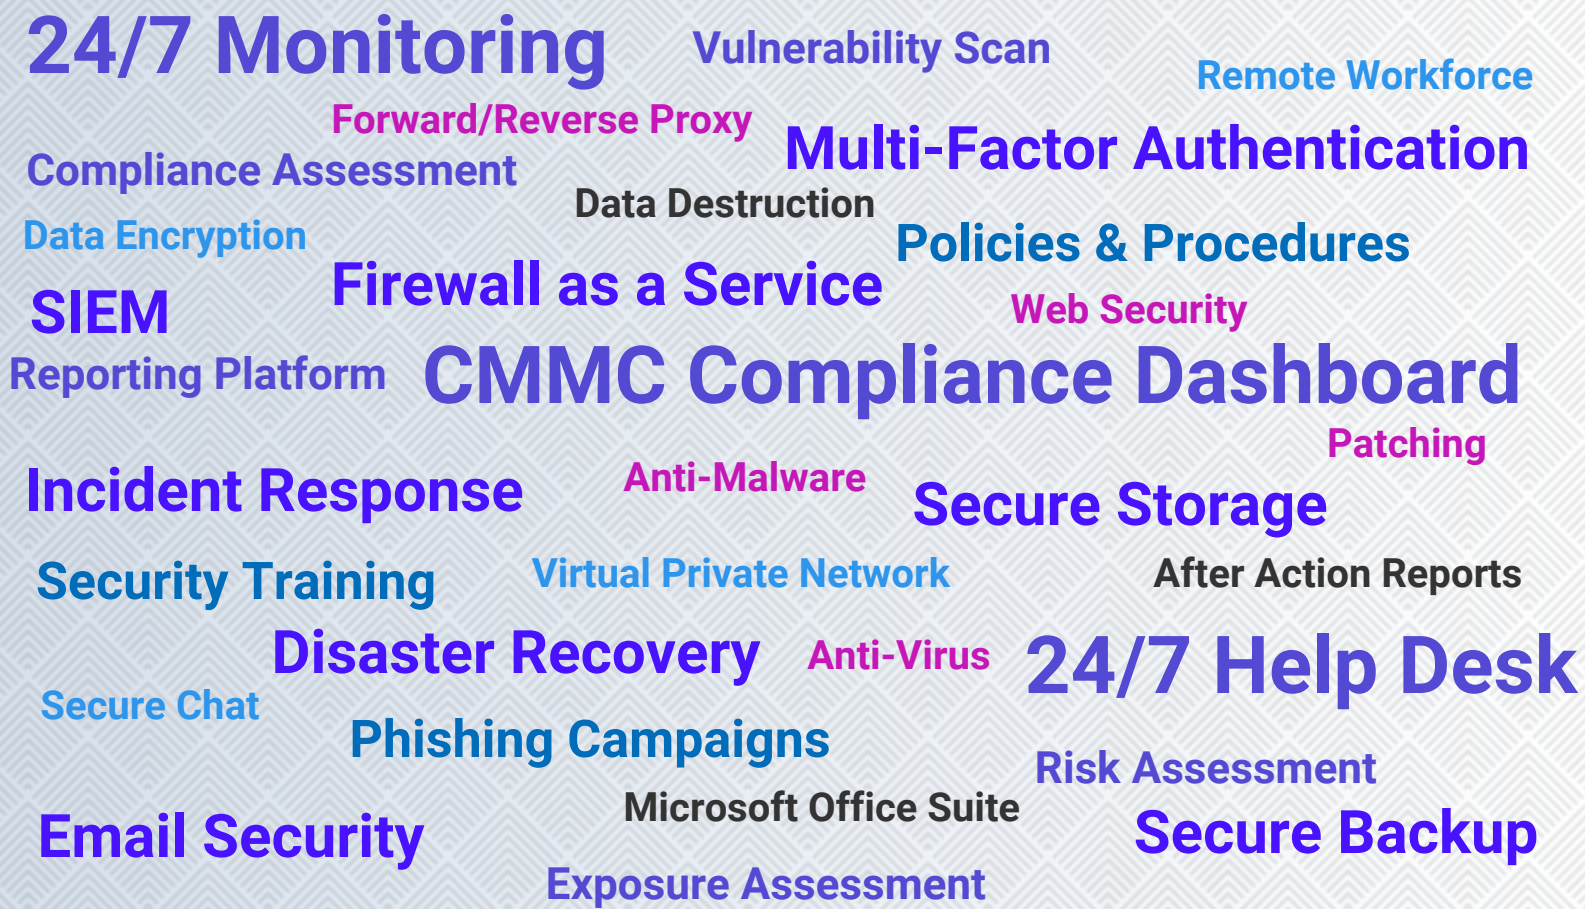 24/7 Monitoring
Vulnerability Scan
Remote Workforce
Forward/Reverse Proxy
Multi-Factor Authentication
Compliance Assessment
Data Destruction
Data Encryption
Policies & Procedures
Firewall as a Service
SIEM
Web Security
Reporting Platform
CMMC Compliance Dashboard
Patching
Incident Response
Anti-Malware
Secure Storage
Security Training
Virtual Private Network
After Action Reports
Disaster Recovery
Anti-Virus
24/7 Help Desk
Secure Chat
Phishing Campaigns
Risk Assessment
Microsoft Office Suite
Email Security
Secure Backup
Exposure Assessment